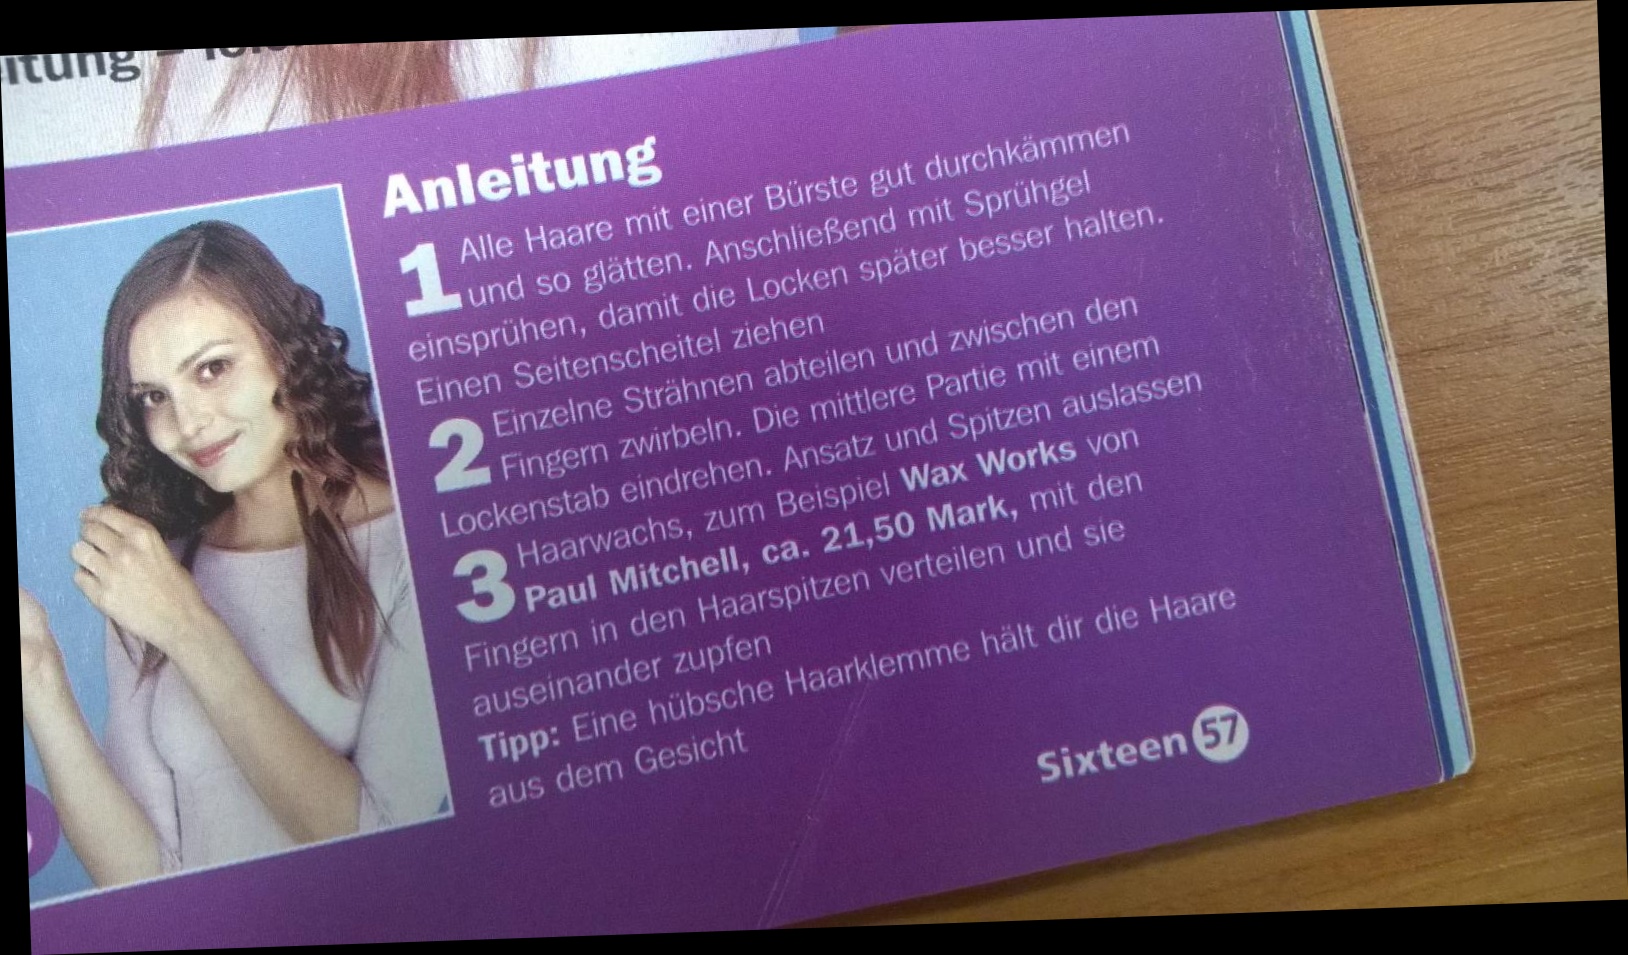 Anleitung
1 Alle Haare mit einer Bürste gut durchkämmen
und so glätten. Anschließend mit Sprühgel
einsprühen, damit die Locken später besser halten.
Einen Seitenscheitel ziehen
2 Einzelne Strähnen abteilen und zwischen den
Fingern zwirbeln. Die mittlere Partie mit einem
Lockenstab eindrehen. Ansatz und Spitzen auslassen
3 Haarwachs, zum Beispiel Wax Works von
Paul Mitchell, ca. 21,50 Mark, mit den
Fingern in den Haarspitzen verteilen und sie
auseinander zupfen
Tipp: Eine hübsche Haarklemme hält dir die Haare
aus dem Gesicht
Sixteen 57